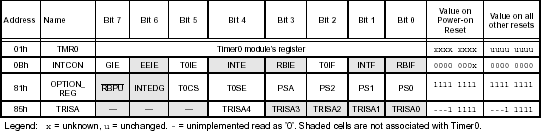 Address Name Bit 7 Bit 6 Bit 5 Bit 4 Bit 3 Bit 2 Bit 1 Bit 0 Value on Power-on Reset Value on all other resets
01h TMR0 Timer0 module's register xxxx xxxx uuuu uuuu
0Bh INTCON GIE EEIE T0IE INTE RBIE T0IF INTF RBIF 0000 000x 0000 0000
81h OPTION_REG RBPU INTEDG T0CS T0SE PSA PS2 PS1 PS0 1111 1111 1111 1111
85h TRISA — — — TRISA4 TRISA3 TRISA2 TRISA1 TRISA0 ---1 1111 ---1 1111
Legend: x = unknown, u = unchanged. - = unimplemented read as '0'. Shaded cells are not associated with Timer0.